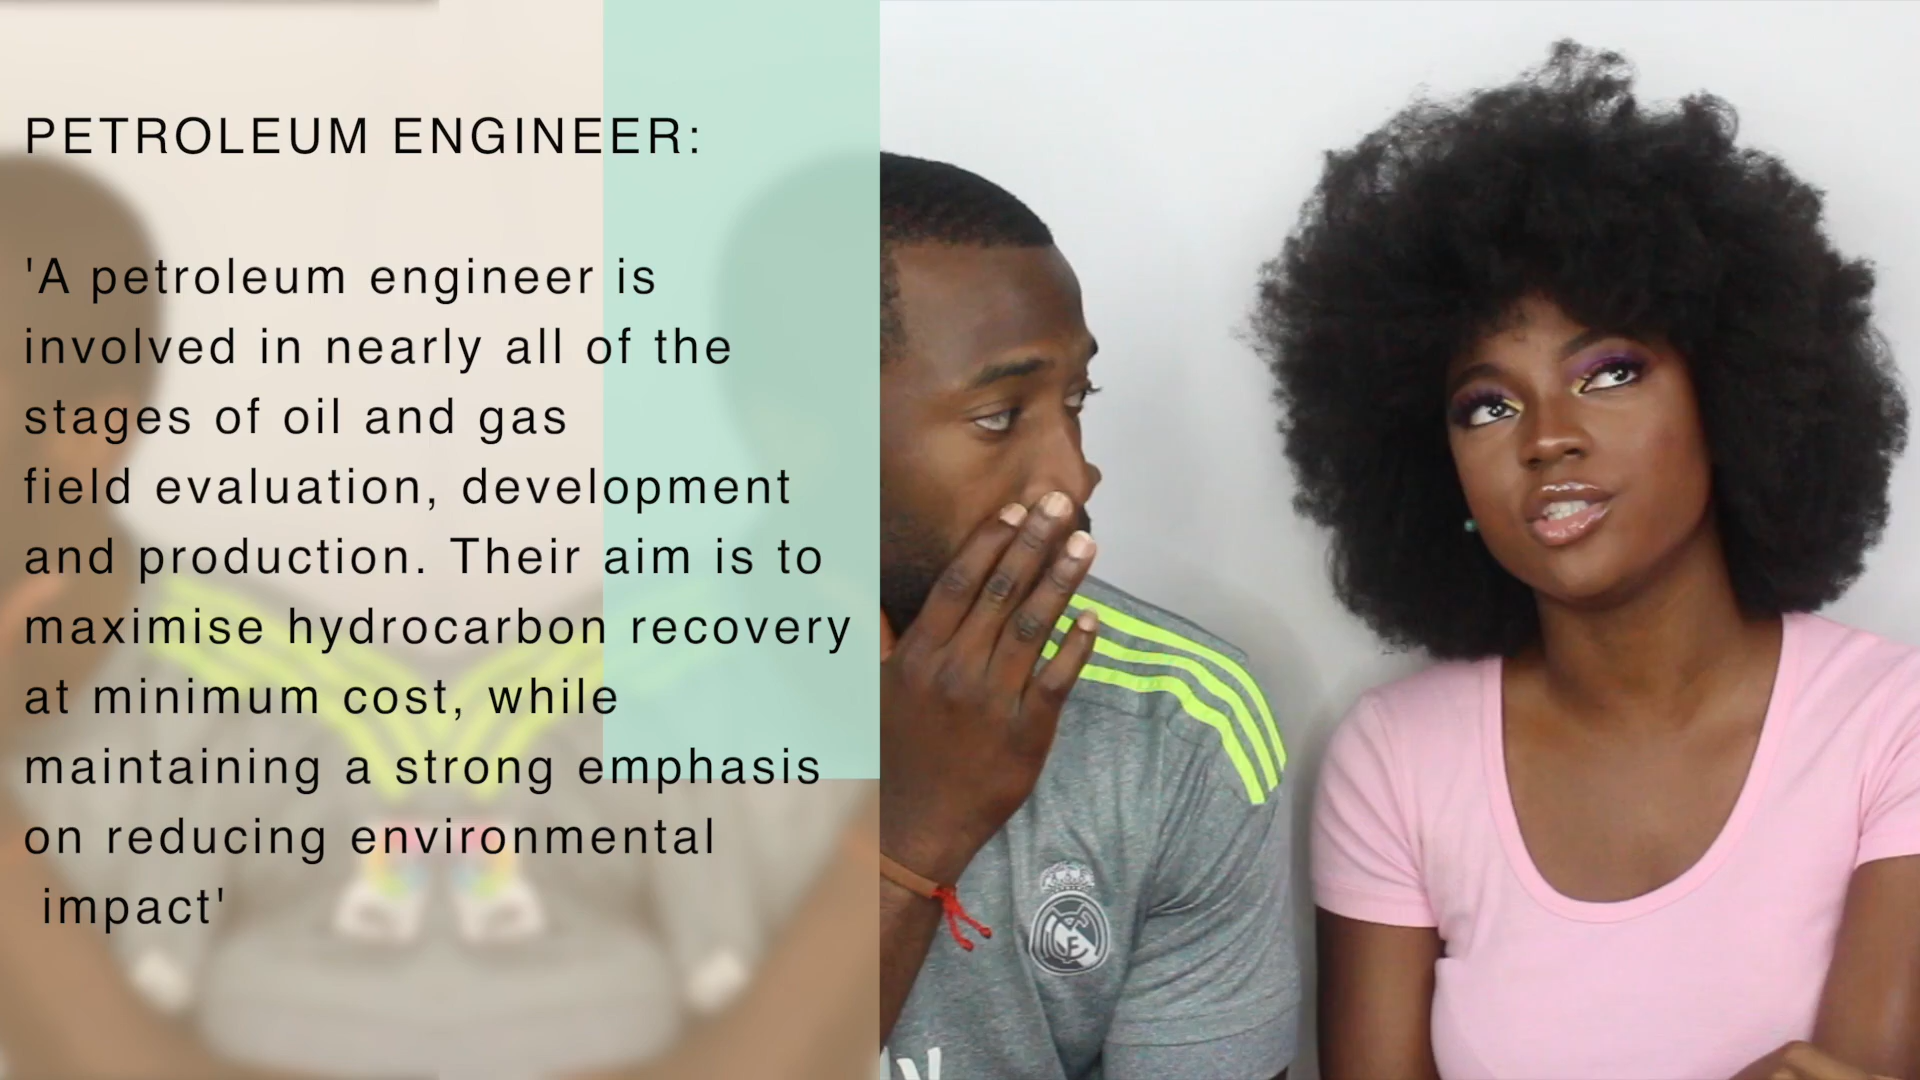 PETROLEUM ENGINEER:
'A petroleum engineer is
involved in nearly all of the
stages of oil and gas
field evaluation, development
and production. Their aim is to
maximise hydrocarbon recovery
at minimum cost, while
maintaining a strong emphasis
on reducing environmental
impact'